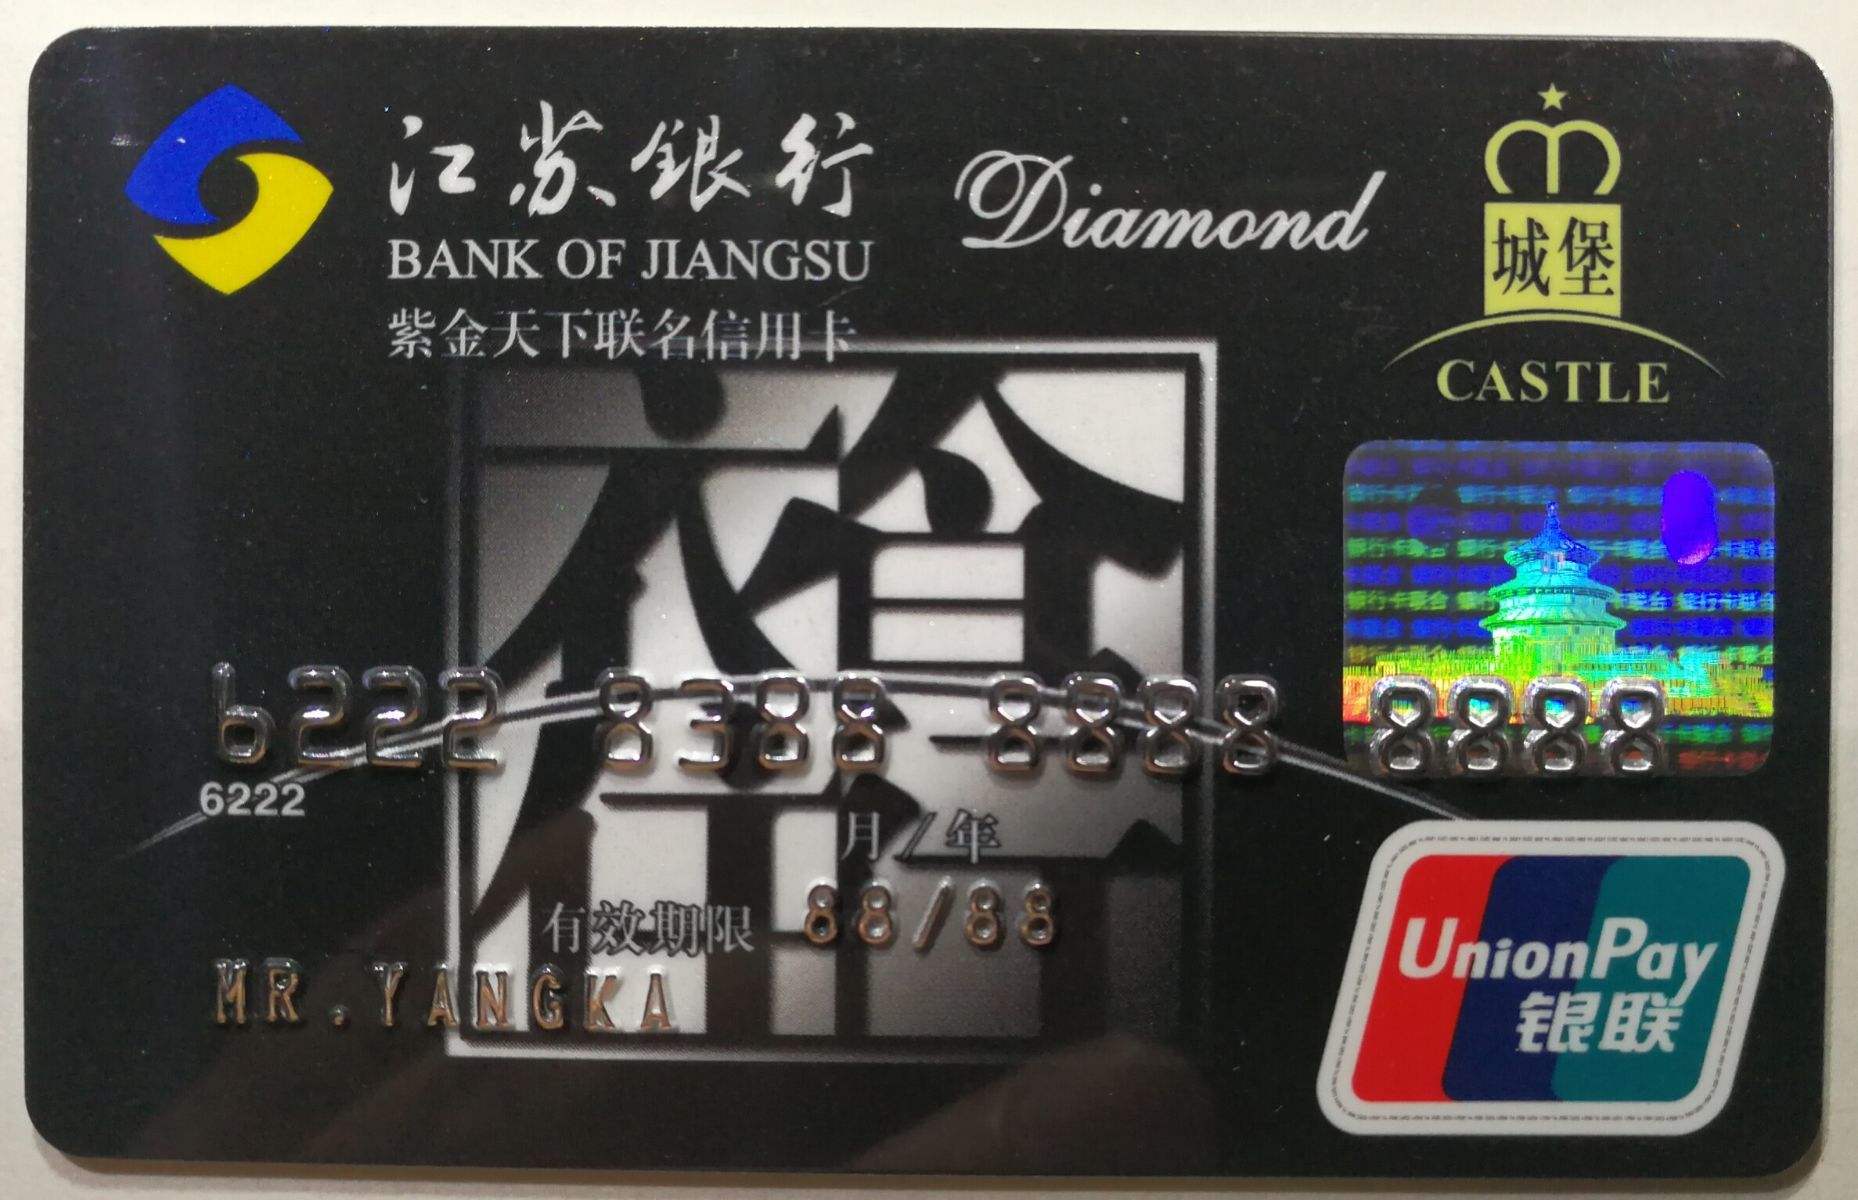 江苏银行
BANK OF JIANGSU
Diamond
紫金天下联名信用卡
城堡
CASTLE
6222 8388 8888 8888
6222
月/年
有效期限 88/88
MR.YANGKA
UnionPay
银联